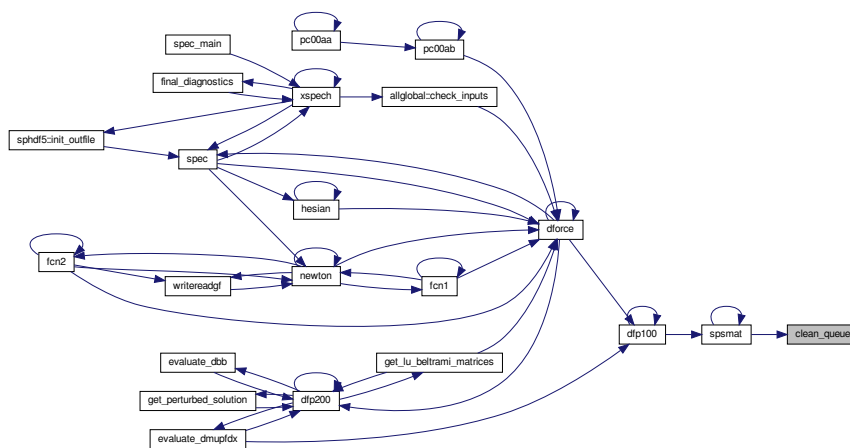 spec_main
pc00aa
pc00ab
final_diagnostics
xspech
allglobal::check_inputs
sphdf5::init_outfile
spec
hesian
dforce
fcn2
newton
fcn1
writereadgf
dfp100
spsmat
clean_queue
evaluate_dbb
get_lu_beltrami_matrices
get_perturbed_solution
dfp200
evaluate_dmupfdx